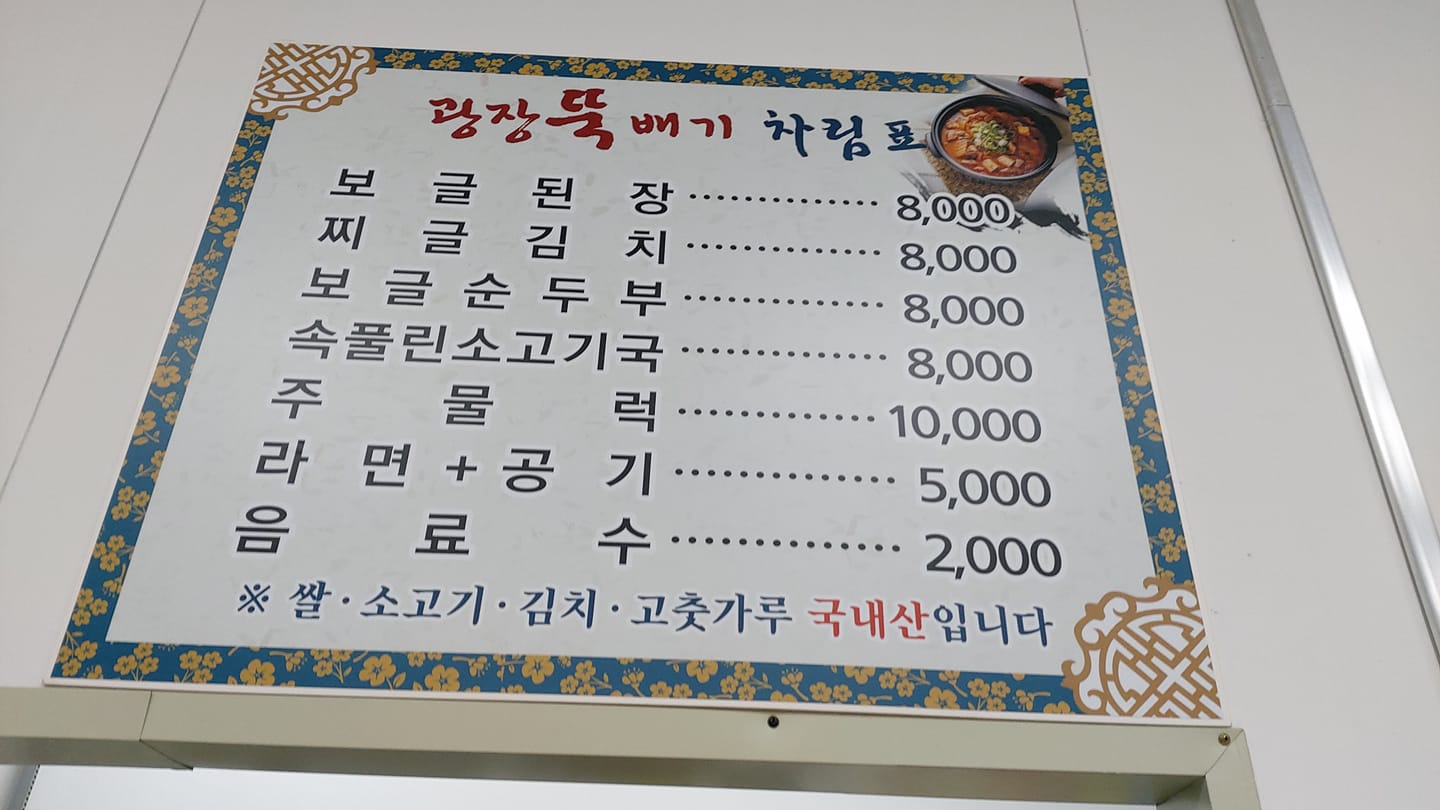 광장뚝배기 차림표
보글된장 ·············· 8,000
찌글김치 ·············· 8,000
보글순두부 ·············· 8,000
속풀린소고기국 ·············· 8,000
주물럭 ·············· 10,000
라면+공기 ·············· 5,000
음료수 ·············· 2,000
※ 쌀·소고기·김치·고춧가루 국내산입니다